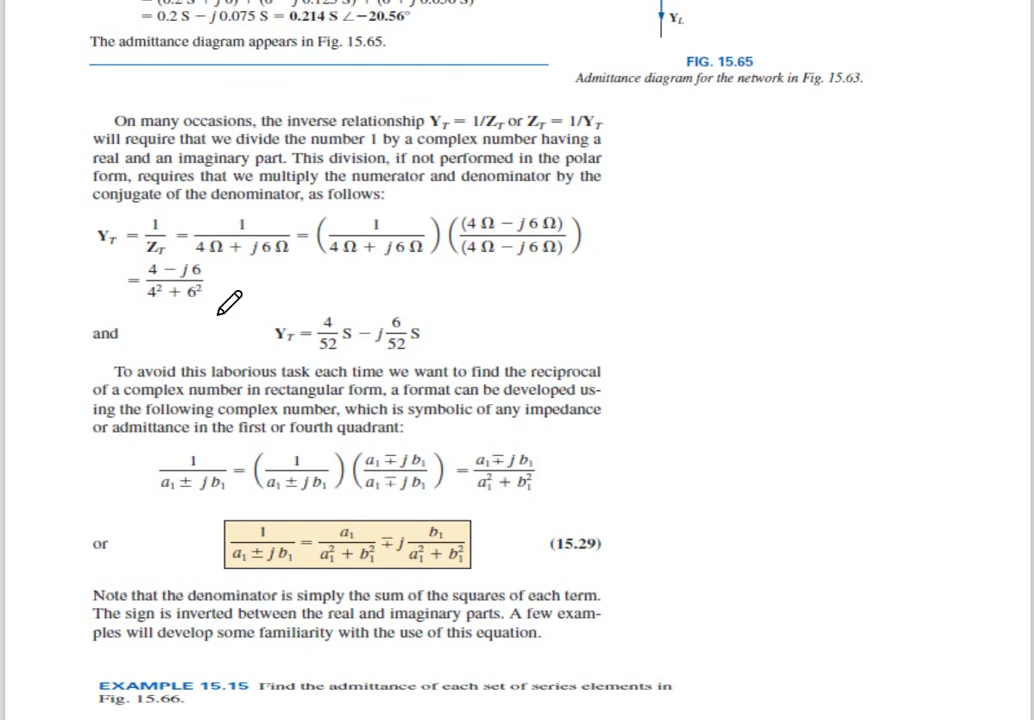 = 0.2 S − j 0.075 S = 0.214 S ∠−20.56°
The admittance diagram appears in Fig. 15.65.
Y_L
FIG. 15.65
Admittance diagram for the network in Fig. 15.63.
On many occasions, the inverse relationship Y_T = 1/Z_T or Z_T = 1/Y_T
will require that we divide the number 1 by a complex number having a
real and an imaginary part. This division, if not performed in the polar
form, requires that we multiply the numerator and denominator by the
conjugate of the denominator, as follows:
Y_T = 1/Z_T = 1/(4 Ω + j 6 Ω) = (1/(4 Ω + j 6 Ω)) ((4 Ω − j 6 Ω)/(4 Ω − j 6 Ω))
= (4 − j 6)/(4² + 6²)
and Y_T = 4/52 S − j 6/52 S
To avoid this laborious task each time we want to find the reciprocal
of a complex number in rectangular form, a format can be developed us-
ing the following complex number, which is symbolic of any impedance
or admittance in the first or fourth quadrant:
1/(a₁ ± j b₁) = (1/(a₁ ± j b₁)) ((a₁ ∓ j b₁)/(a₁ ∓ j b₁)) = (a₁ ∓ j b₁)/(a₁² + b₁²)
or 1/(a₁ ± j b₁) = a₁/(a₁² + b₁²) ∓ j b₁/(a₁² + b₁²) (15.29)
Note that the denominator is simply the sum of the squares of each term.
The sign is inverted between the real and imaginary parts. A few exam-
ples will develop some familiarity with the use of this equation.
EXAMPLE 15.15 Find the admittance of each set of series elements in
Fig. 15.66.